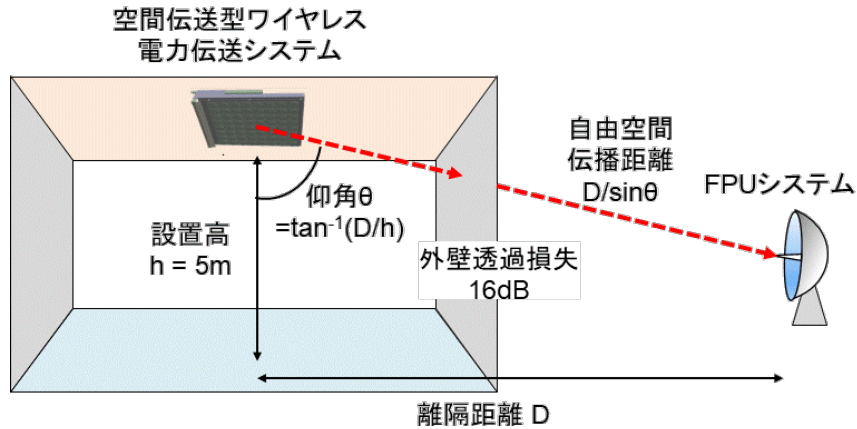 空間伝送型ワイヤレス
電力伝送システム
自由空間
伝播距離
D/sinθ
FPUシステム
仰角θ
=tan⁻¹(D/h)
設置高
h = 5m
外壁透過損失
16dB
離隔距離 D